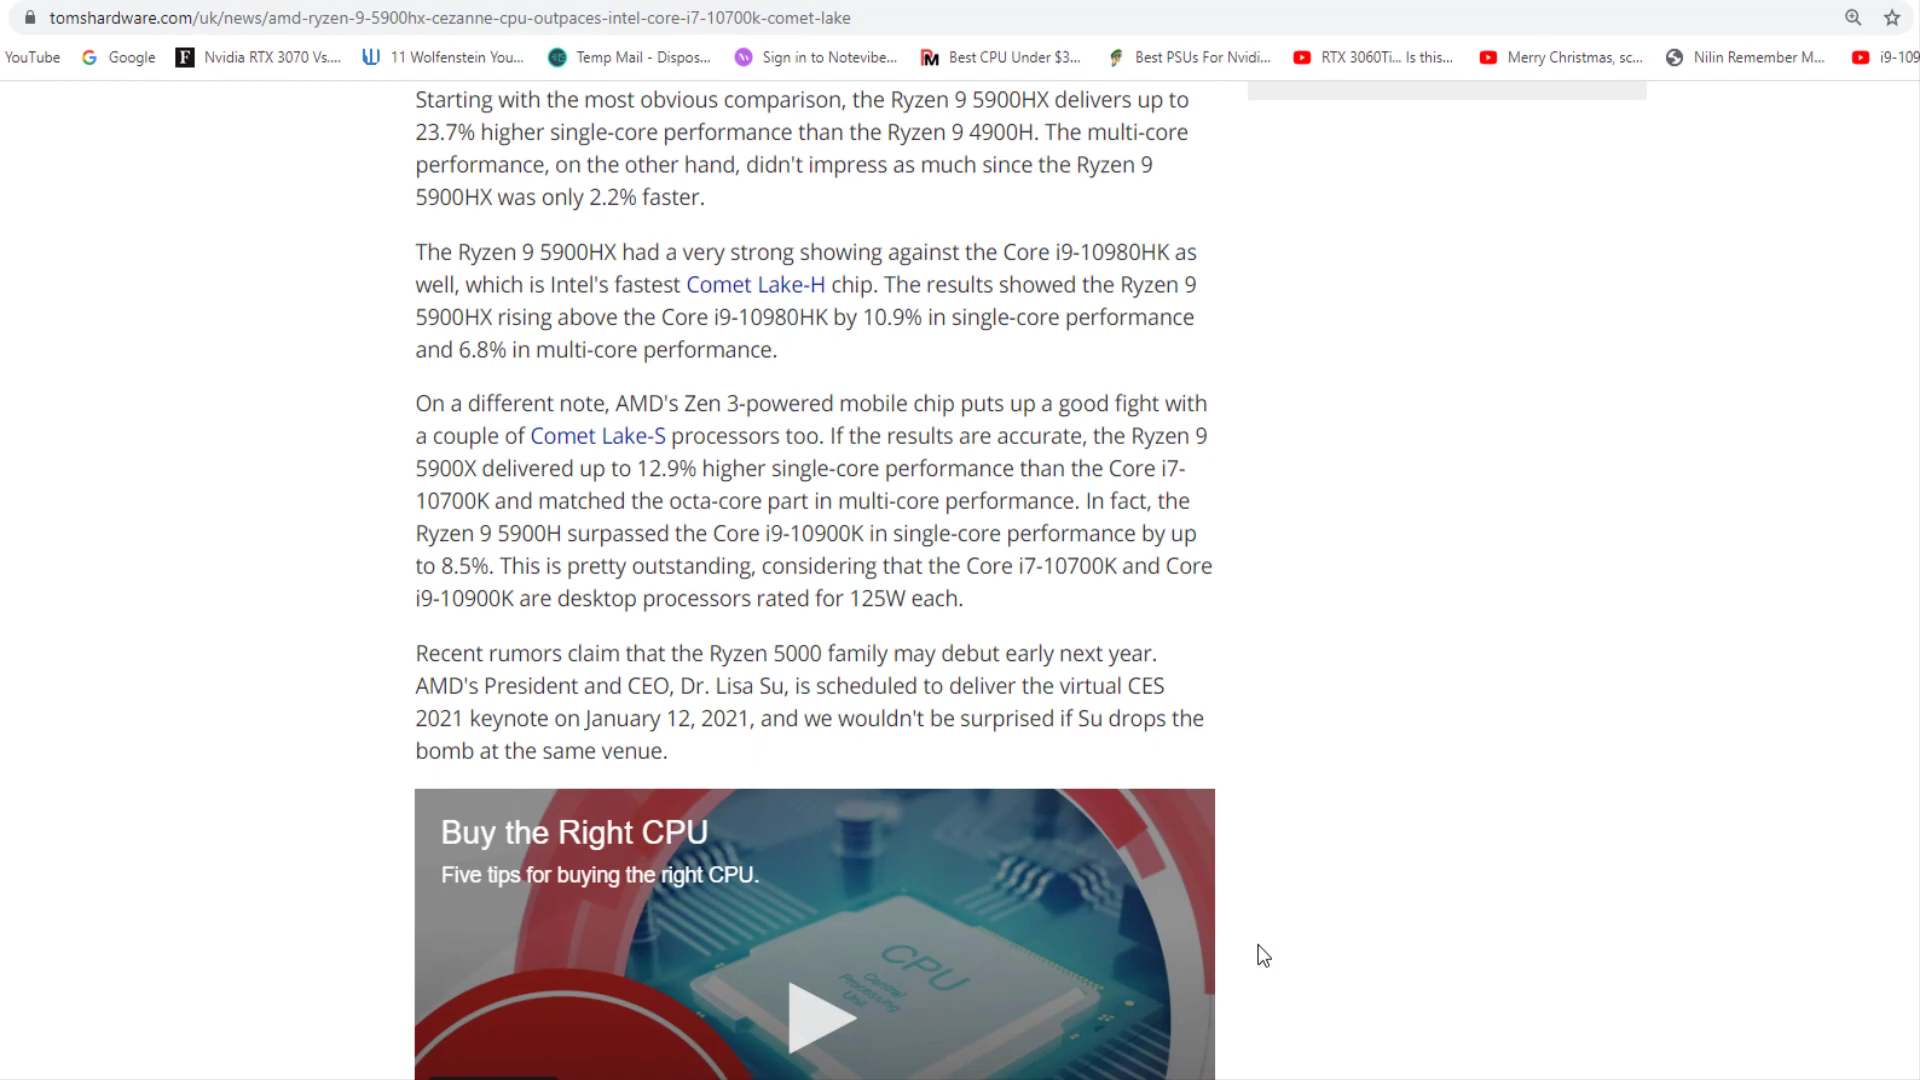 tomshardware.com/uk/news/amd-ryzen-9-5900hx-cezanne-cpu-outpaces-intel-core-i7-10700k-comet-lake
YouTube Google Nvidia RTX 3070 Vs.... 11 Wolfenstein You... Temp Mail - Dispos... Sign in to Notevibe... Best CPU Under $3... Best PSUs For Nvidi... RTX 3060Ti... Is this... Merry Christmas, sc... Nilin Remember M... i9-109
Starting with the most obvious comparison, the Ryzen 9 5900HX delivers up to
23.7% higher single-core performance than the Ryzen 9 4900H. The multi-core
performance, on the other hand, didn't impress as much since the Ryzen 9
5900HX was only 2.2% faster.
The Ryzen 9 5900HX had a very strong showing against the Core i9-10980HK as
well, which is Intel's fastest Comet Lake-H chip. The results showed the Ryzen 9
5900HX rising above the Core i9-10980HK by 10.9% in single-core performance
and 6.8% in multi-core performance.
On a different note, AMD's Zen 3-powered mobile chip puts up a good fight with
a couple of Comet Lake-S processors too. If the results are accurate, the Ryzen 9
5900X delivered up to 12.9% higher single-core performance than the Core i7-
10700K and matched the octa-core part in multi-core performance. In fact, the
Ryzen 9 5900H surpassed the Core i9-10900K in single-core performance by up
to 8.5%. This is pretty outstanding, considering that the Core i7-10700K and Core
i9-10900K are desktop processors rated for 125W each.
Recent rumors claim that the Ryzen 5000 family may debut early next year.
AMD's President and CEO, Dr. Lisa Su, is scheduled to deliver the virtual CES
2021 keynote on January 12, 2021, and we wouldn't be surprised if Su drops the
bomb at the same venue.
Buy the Right CPU
Five tips for buying the right CPU.
CPU
Central
Processing
Unit